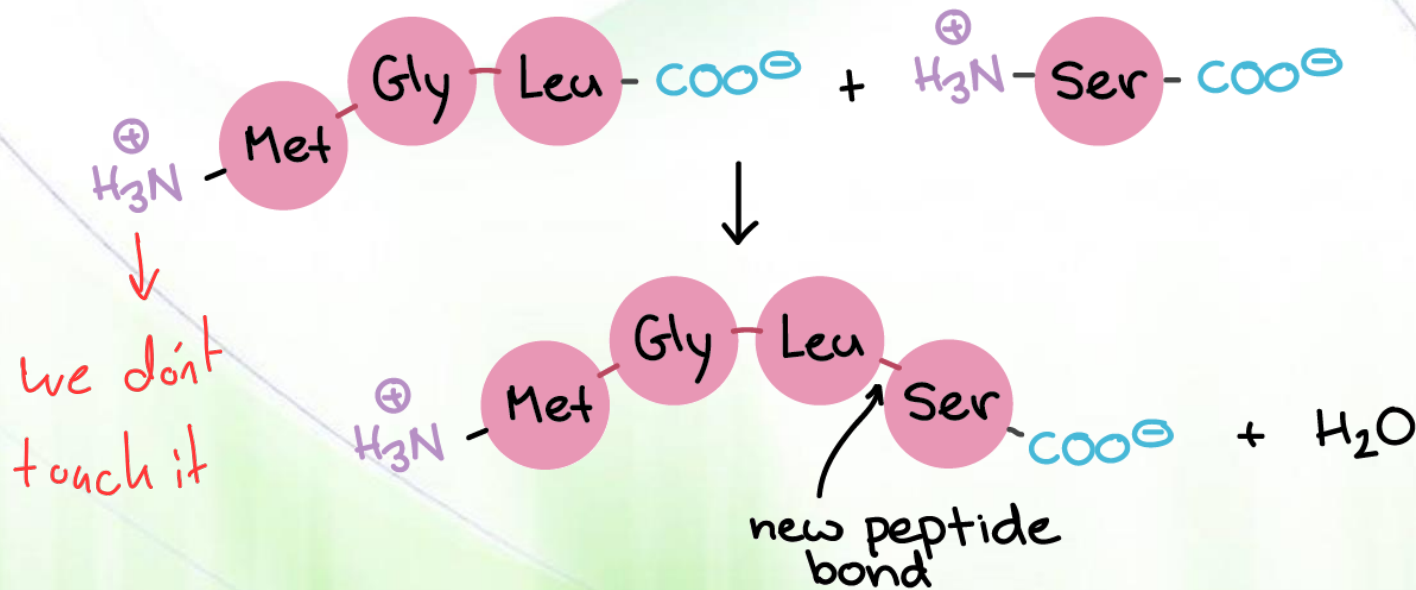 H₃N⊕ - Met - Gly - Leu - COO⊖ + H₃N⊕ - Ser - COO⊖
we don't
touch it
H₃N⊕ - Met - Gly - Leu - Ser - COO⊖ + H₂O
new peptide
bond